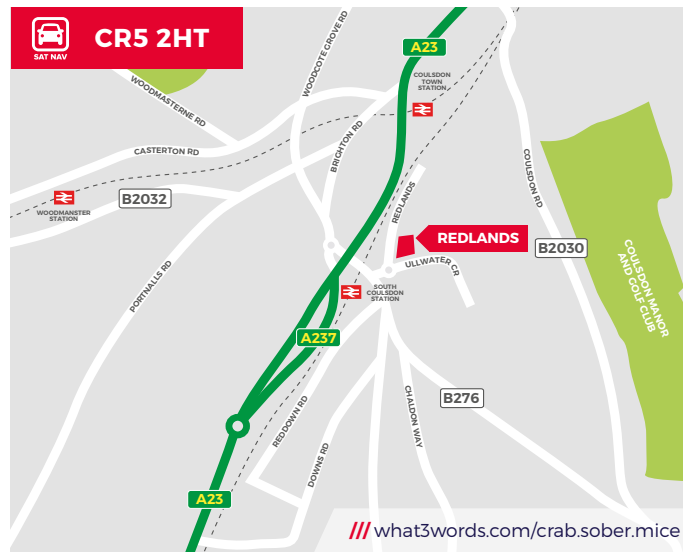 SAT NAV
CR5 2HT
WOODCOTE GROVE RD
A23
COULSDON
TOWN
STATION
WOODMASTERNE RD
BRIGHTON RD
CASTERTON RD
COULSDON RD
WOODMANSTER
STATION
B2032
REDLANDS
REDLANDS
B2030
ULLWATER CR
COULSDON MANOR
AND GOLF CLUB
PORTNALLS RD
SOUTH
COULSDON
STATION
A237
B276
CHALDON WAY
REDDOWN RD
DOWNS RD
A23
/// what3words.com/crab.sober.mice